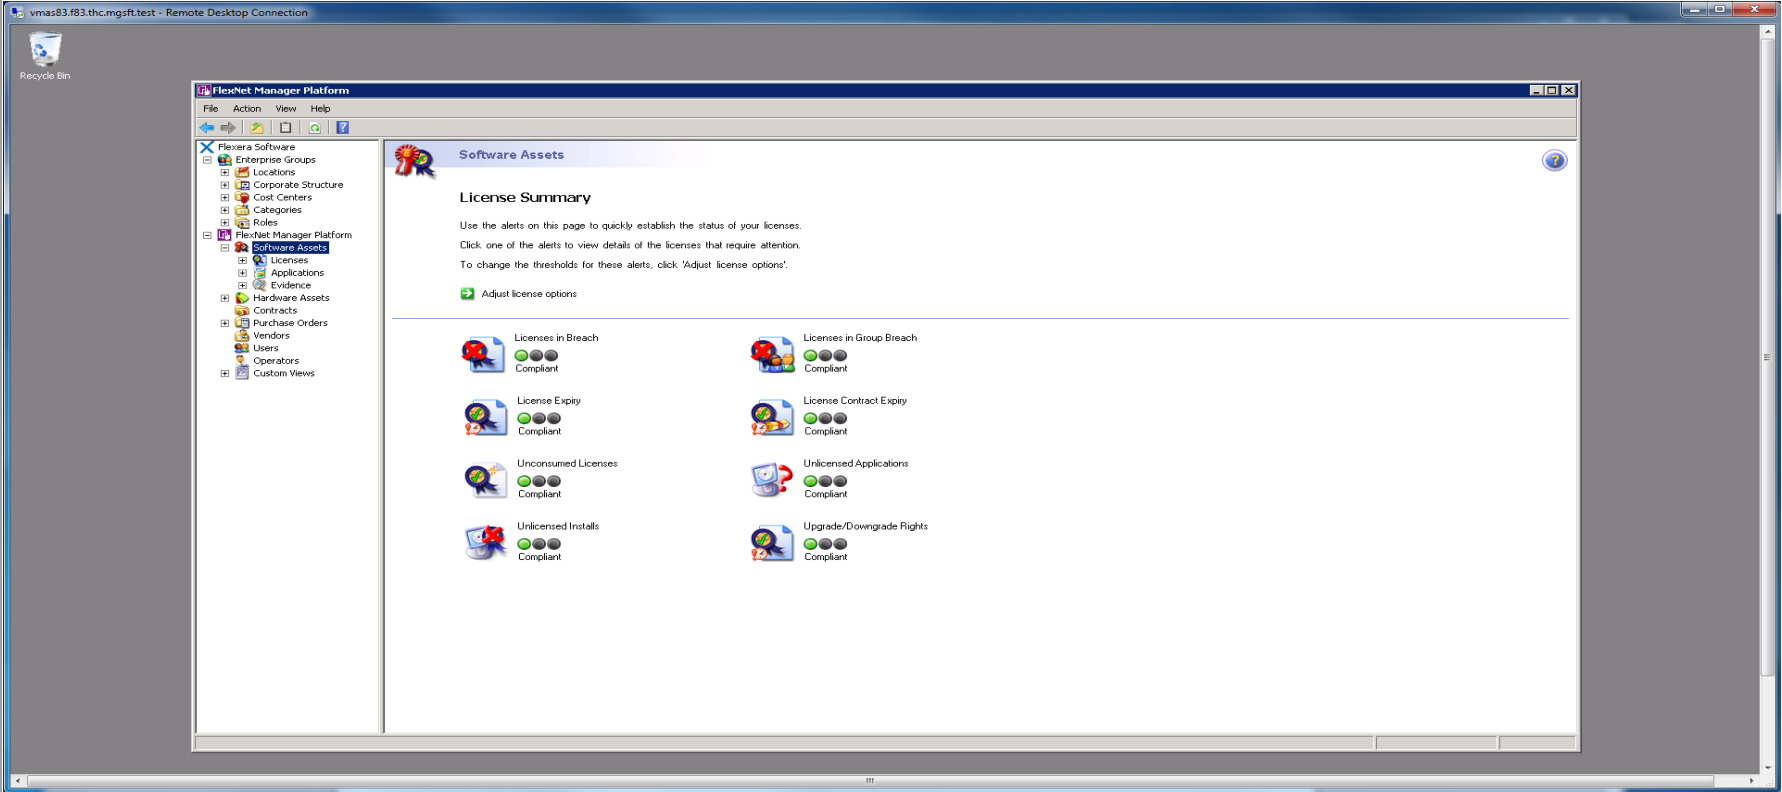 vmas83.f83.thc.mgsft.test - Remote Desktop Connection
Recycle Bin
FlexNet Manager Platform
File Action View Help
Flexera Software
Enterprise Groups
Locations
Corporate Structure
Cost Centers
Categories
Roles
FlexNet Manager Platform
Software Assets
Licenses
Applications
Evidence
Hardware Assets
Contracts
Purchase Orders
Vendors
Users
Operators
Custom Views
Software Assets
License Summary
Use the alerts on this page to quickly establish the status of your licenses.
Click one of the alerts to view details of the licenses that require attention.
To change the thresholds for these alerts, click 'Adjust license options'.
Adjust license options
Licenses in Breach
Compliant
Licenses in Group Breach
Compliant
License Expiry
Compliant
License Contract Expiry
Compliant
Unconsumed Licenses
Compliant
Unlicensed Applications
Compliant
Unlicensed Installs
Compliant
Upgrade/Downgrade Rights
Compliant